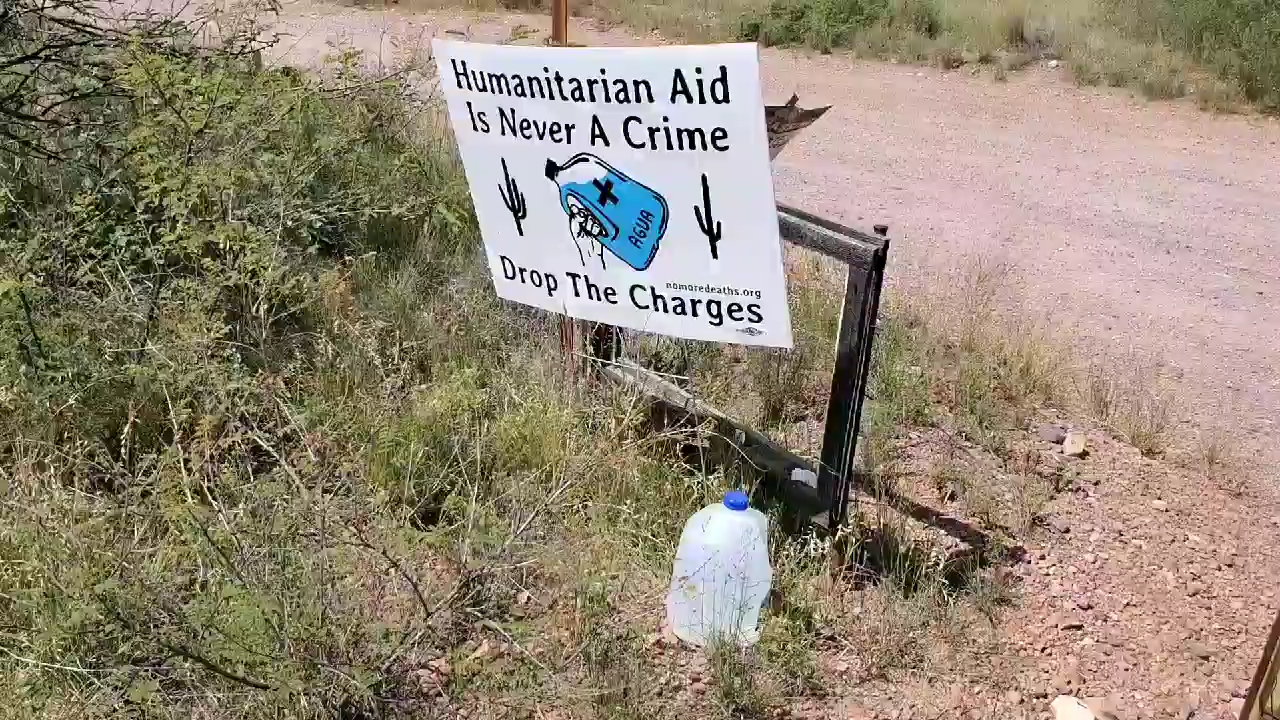 Humanitarian Aid
Is Never A Crime
AGUA
nomoredeaths.org
Drop The Charges